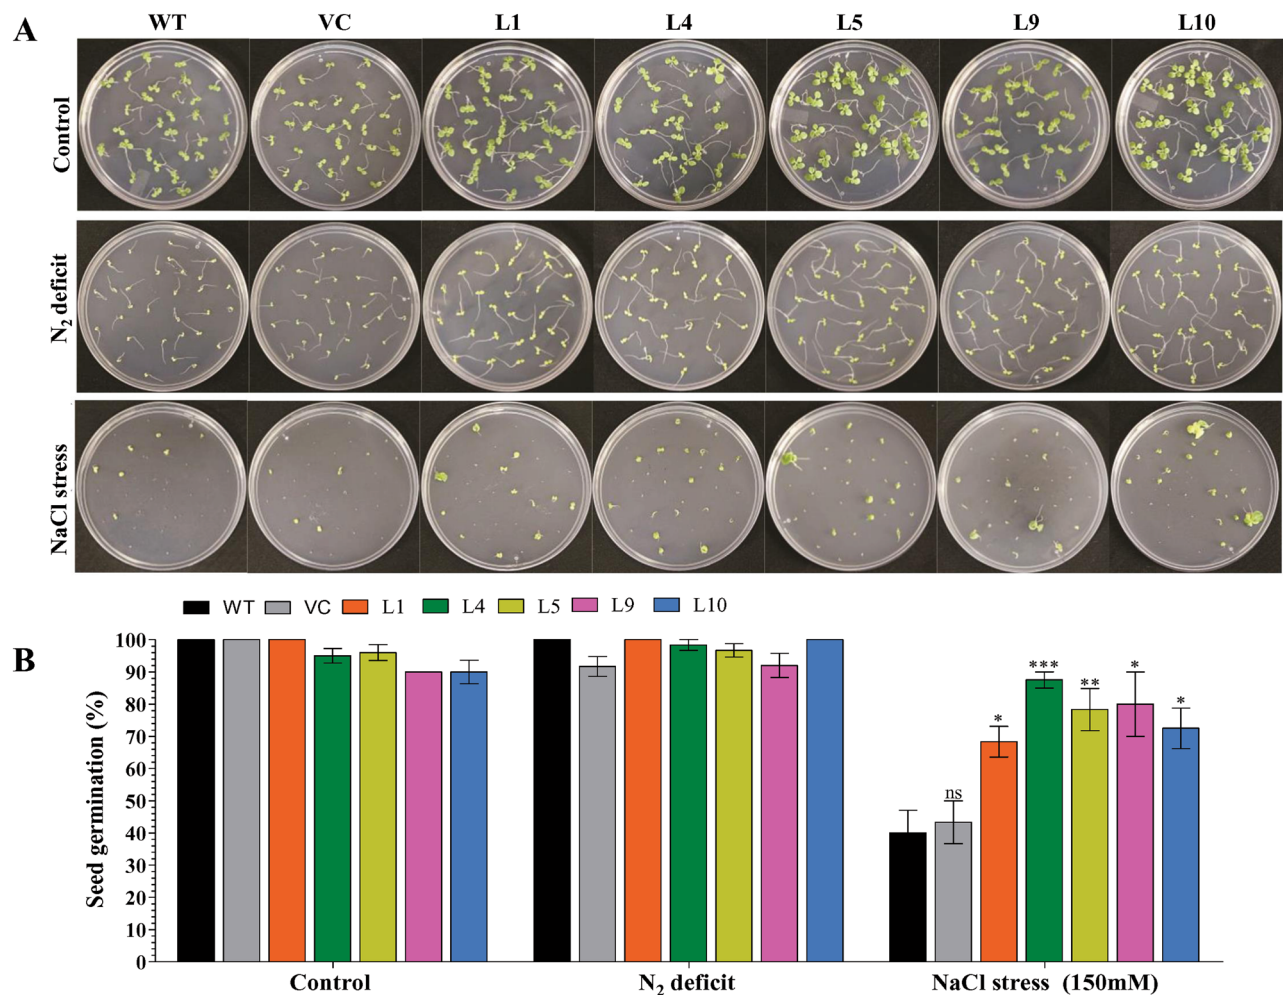 A
WT VC L1 L4 L5 L9 L10
Control
N₂ deficit
NaCl stress
WT VC L1 L4 L5 L9 L10
B
Seed germination (%)
100
90
80
70
60
50
40
30
20
10
0
ns
*
***
**
*
*
Control N₂ deficit NaCl stress (150mM)